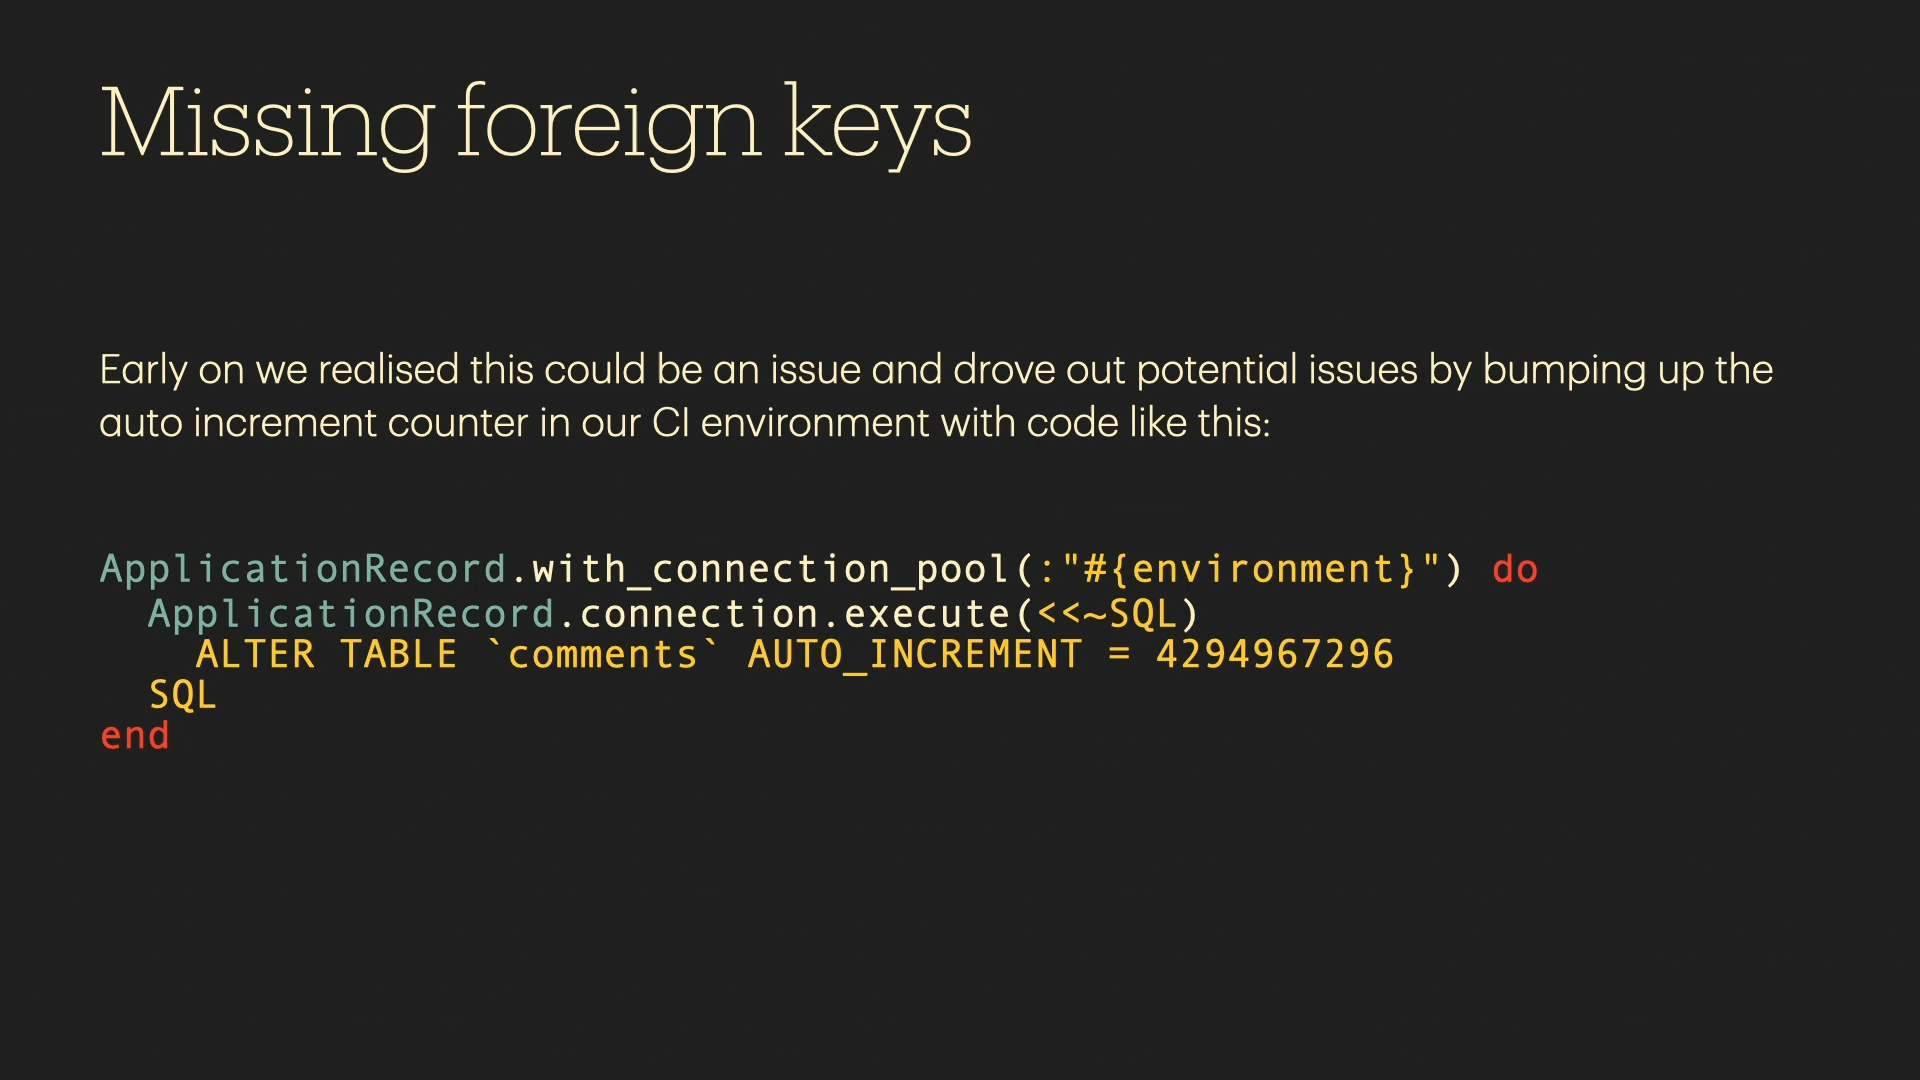 Missing foreign keys
Early on we realised this could be an issue and drove out potential issues by bumping up the
auto increment counter in our CI environment with code like this:
ApplicationRecord.with_connection_pool(:"#{environment}") do
  ApplicationRecord.connection.execute(<<~SQL)
    ALTER TABLE `comments` AUTO_INCREMENT = 4294967296
  SQL
end